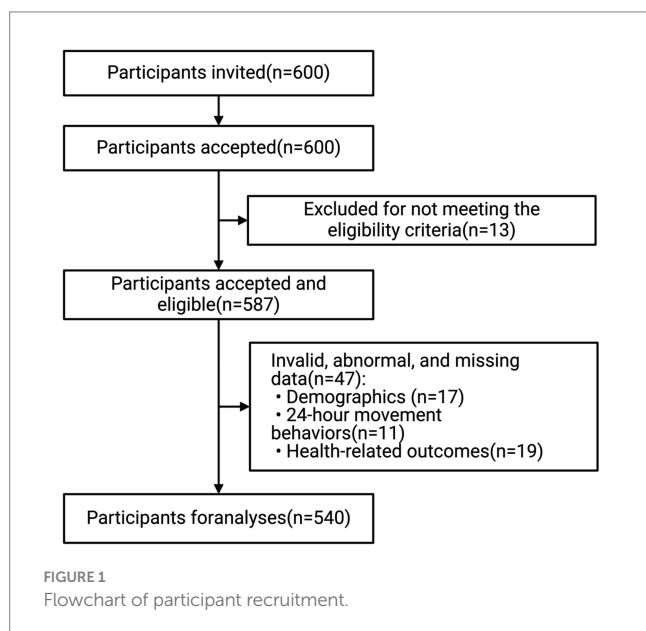 Participants invited(n=600)
Participants accepted(n=600)
Excluded for not meeting the
eligibility criteria(n=13)
Participants accepted and
eligible(n=587)
Invalid, abnormal, and missing
data(n=47):
• Demographics (n=17)
• 24-hour movement
behaviors(n=11)
• Health-related outcomes(n=19)
Participants foranalyses(n=540)
FIGURE 1
Flowchart of participant recruitment.